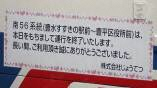 南56系統(豊水すすきの駅前～豊平区役所前)は、
本日をもちまして運行を終了いたします。
長い間、ご利用頂き誠にありがとうございました。
株式会社じょうてつ